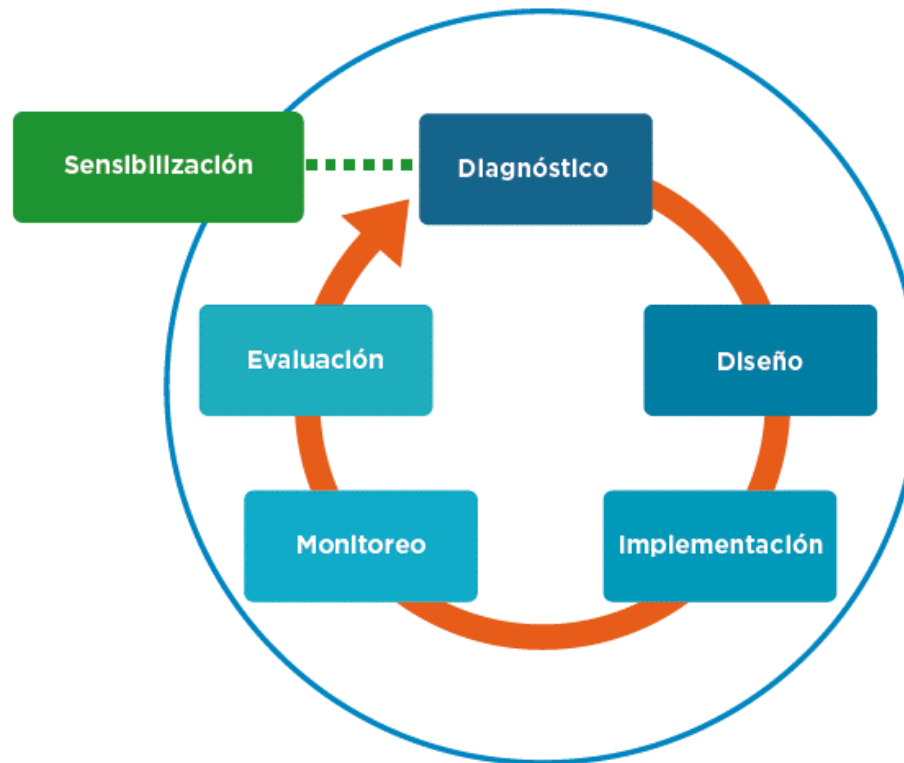 Sensibilización
Diagnóstico
Evaluación
Diseño
Monitoreo
Implementación